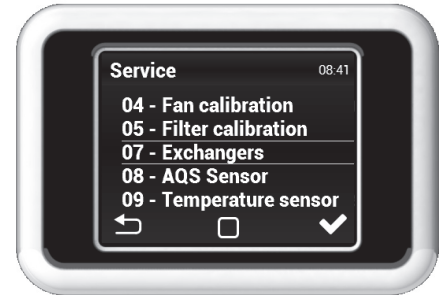 Service
08:41
04 - Fan calibration
05 - Filter calibration
07 - Exchangers
08 - AQS Sensor
09 - Temperature sensor